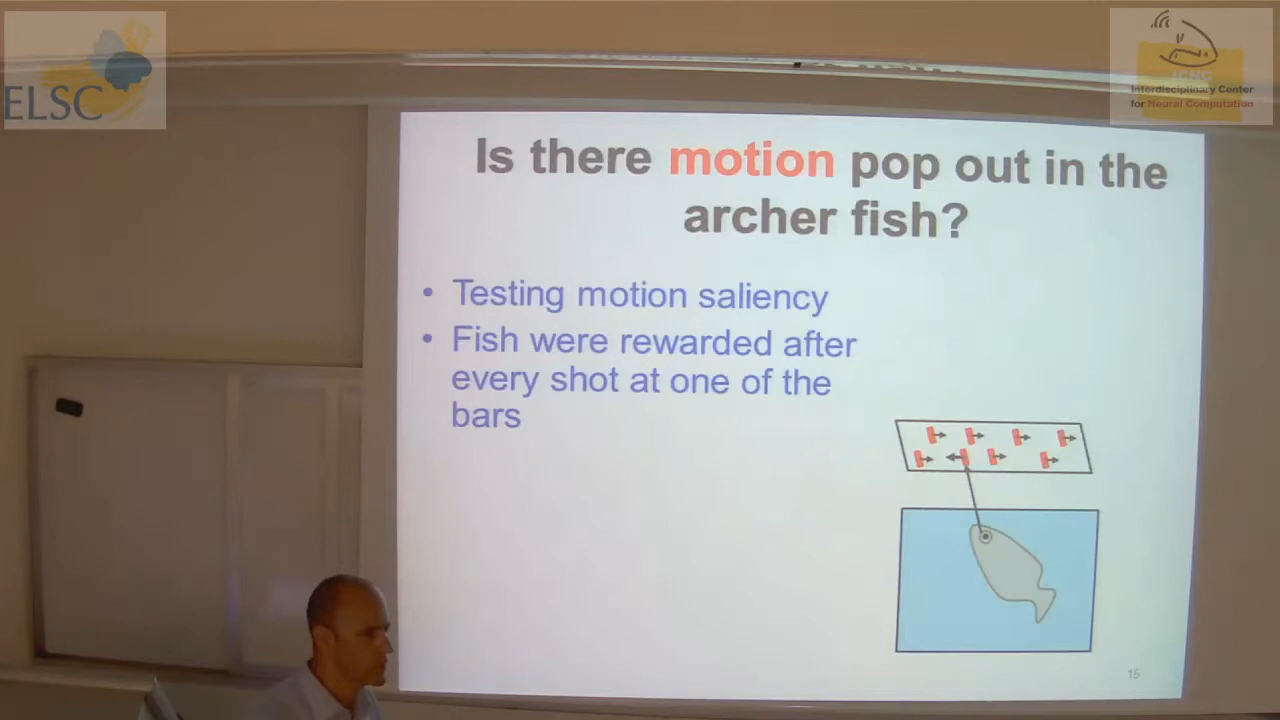 ELSC
ICNC
Interdisciplinary Center
for Neural Computation
Is there motion pop out in the
archer fish?
• Testing motion saliency
• Fish were rewarded after
every shot at one of the
bars
15